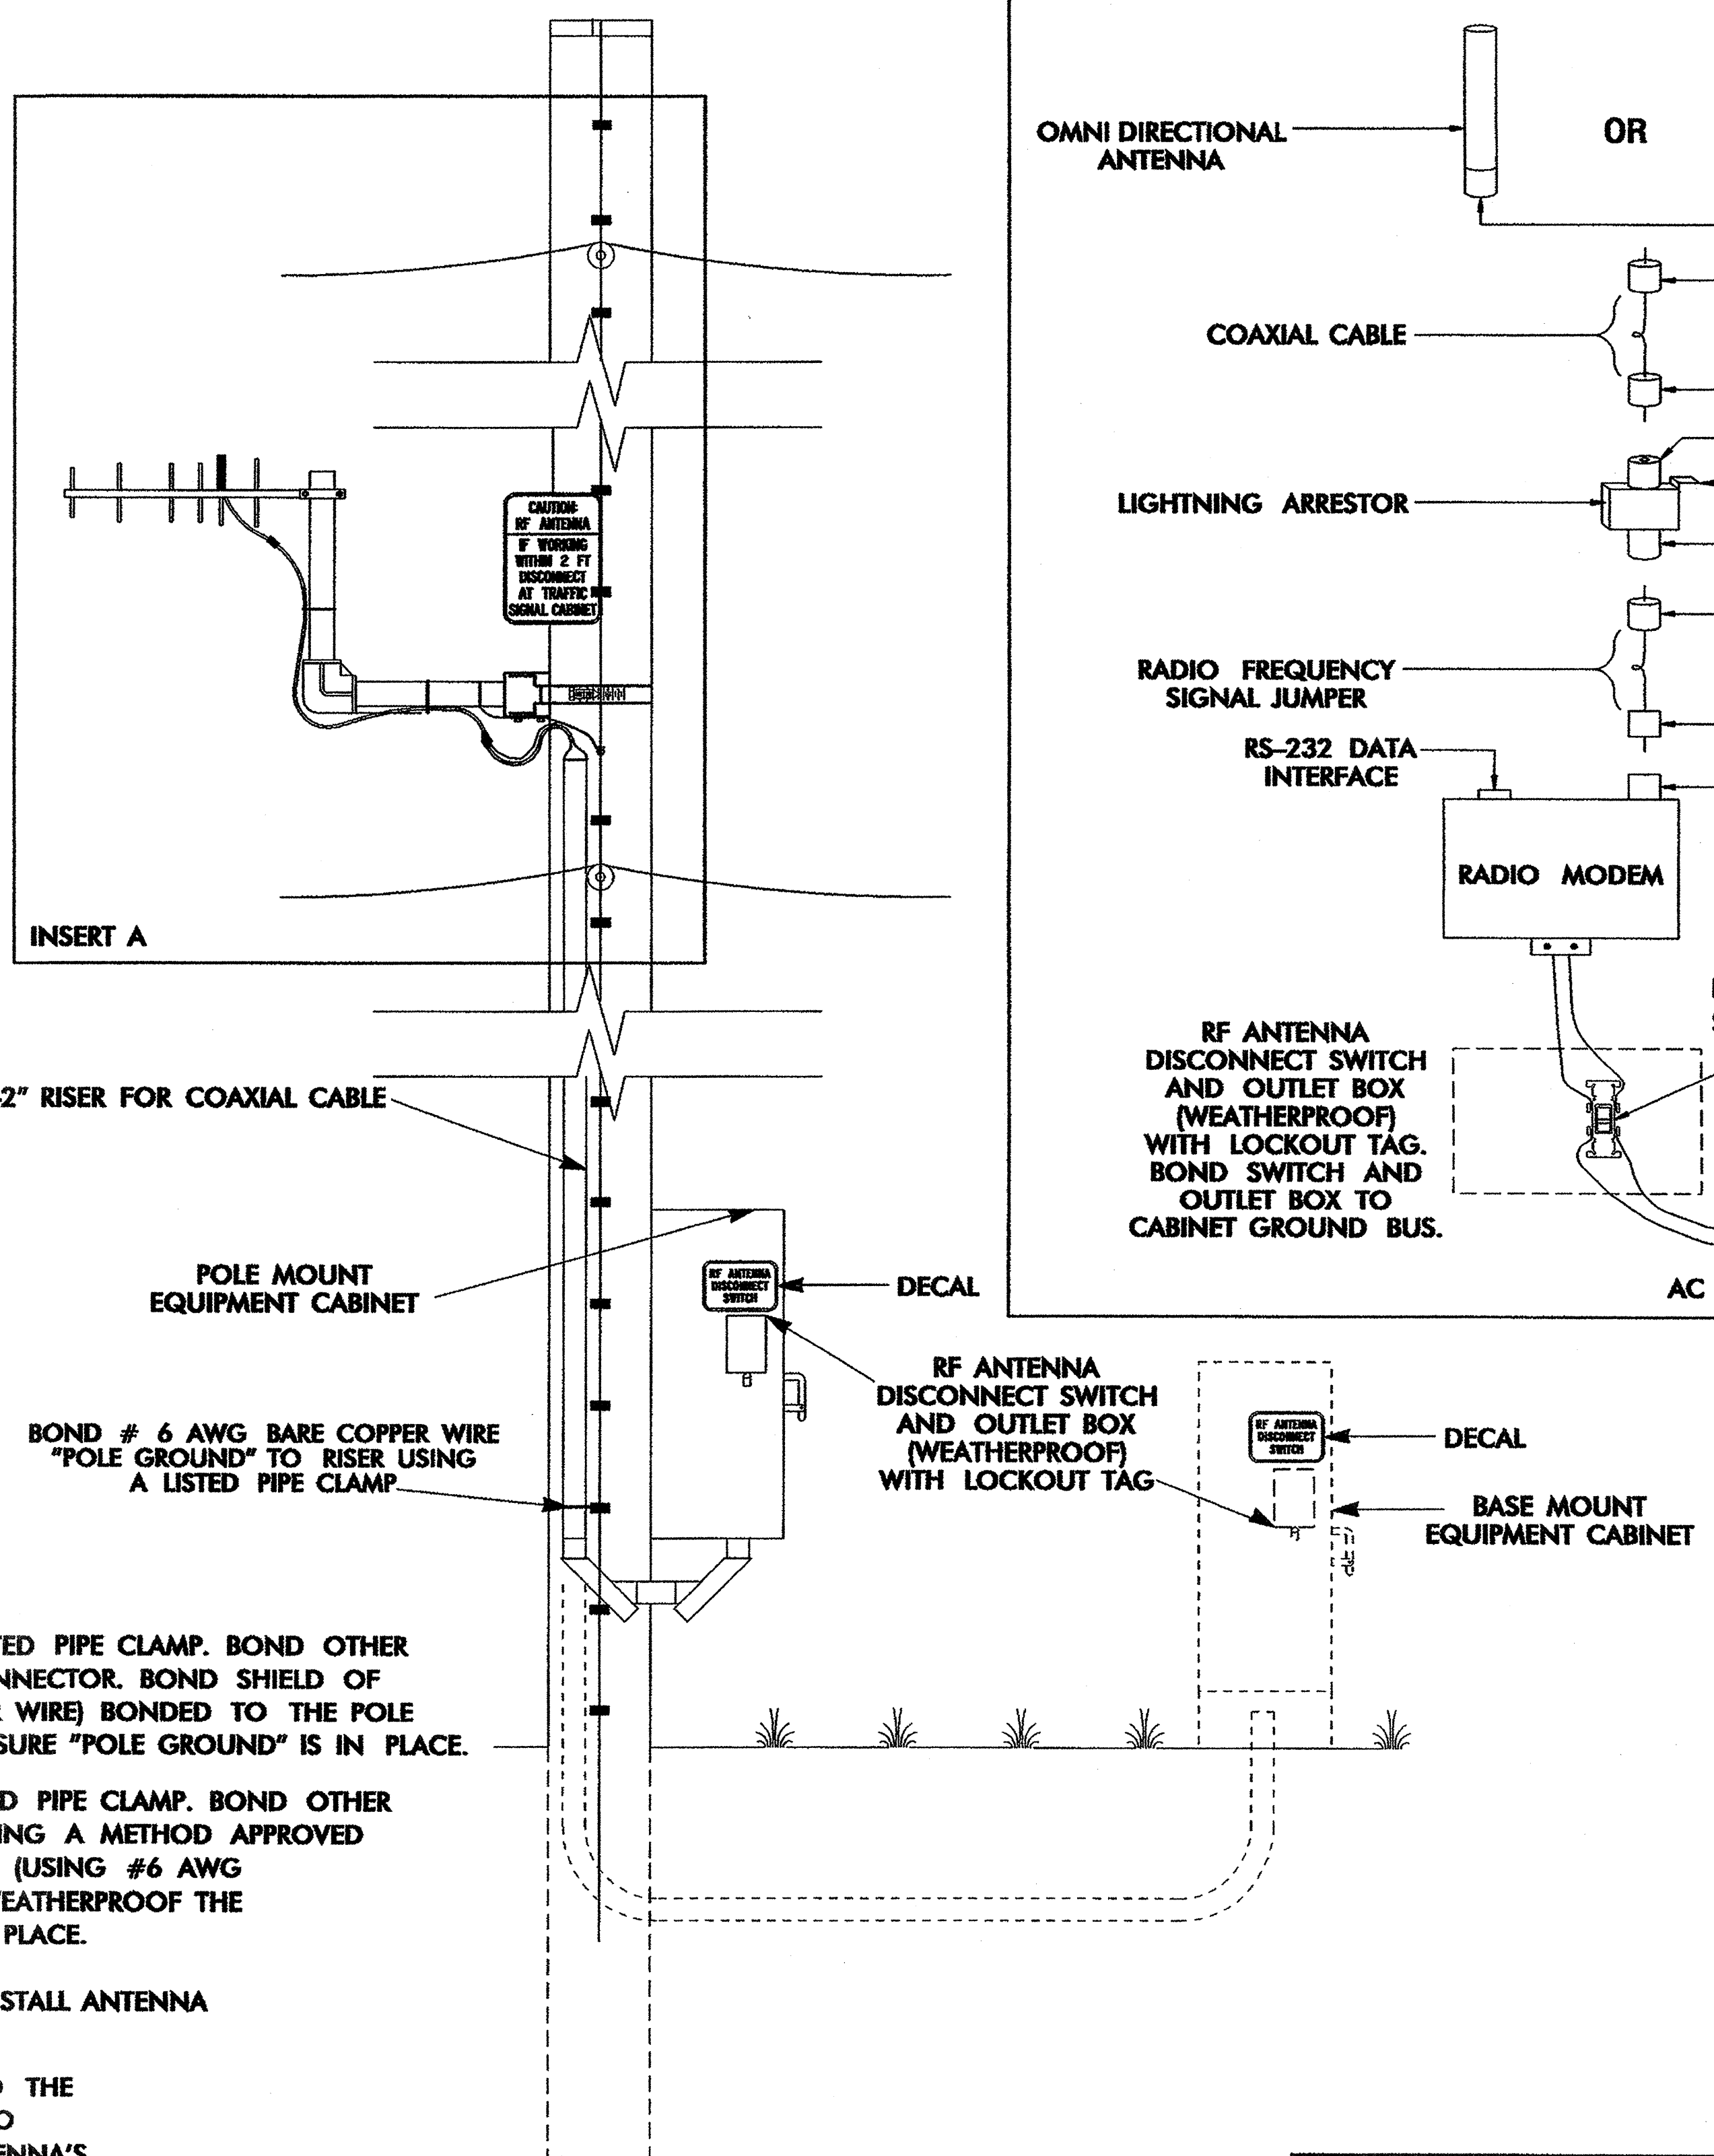 OMNI DIRECTIONAL
ANTENNA
OR
COAXIAL CABLE
LIGHTNING ARRESTOR
RADIO FREQUENCY
SIGNAL JUMPER
RS-232 DATA
INTERFACE
RADIO MODEM
RF ANTENNA
DISCONNECT SWITCH
AND OUTLET BOX
(WEATHERPROOF)
WITH LOCKOUT TAG.
BOND SWITCH AND
OUTLET BOX TO
CABINET GROUND BUS.
AC
CAUTION:
RF ANTENNA
IF WORKING
WITHIN 2 FT
DISCONNECT
AT TRAFFIC
SIGNAL CABINET
INSERT A
2" RISER FOR COAXIAL CABLE
POLE MOUNT
EQUIPMENT CABINET
RF ANTENNA
DISCONNECT
SWITCH
DECAL
RF ANTENNA
DISCONNECT SWITCH
AND OUTLET BOX
(WEATHERPROOF)
WITH LOCKOUT TAG
BOND # 6 AWG BARE COPPER WIRE
"POLE GROUND" TO RISER USING
A LISTED PIPE CLAMP
RF ANTENNA
DISCONNECT
SWITCH
DECAL
BASE MOUNT
EQUIPMENT CABINET
PIPE CLAMP. BOND OTHER
BOND SHIELD OF
WIRE) BONDED TO THE POLE
"POLE GROUND" IS IN PLACE.
PIPE CLAMP. BOND OTHER
A METHOD APPROVED
(USING #6 AWG
WEATHERPROOF THE
PLACE.
ANTENNA
THE